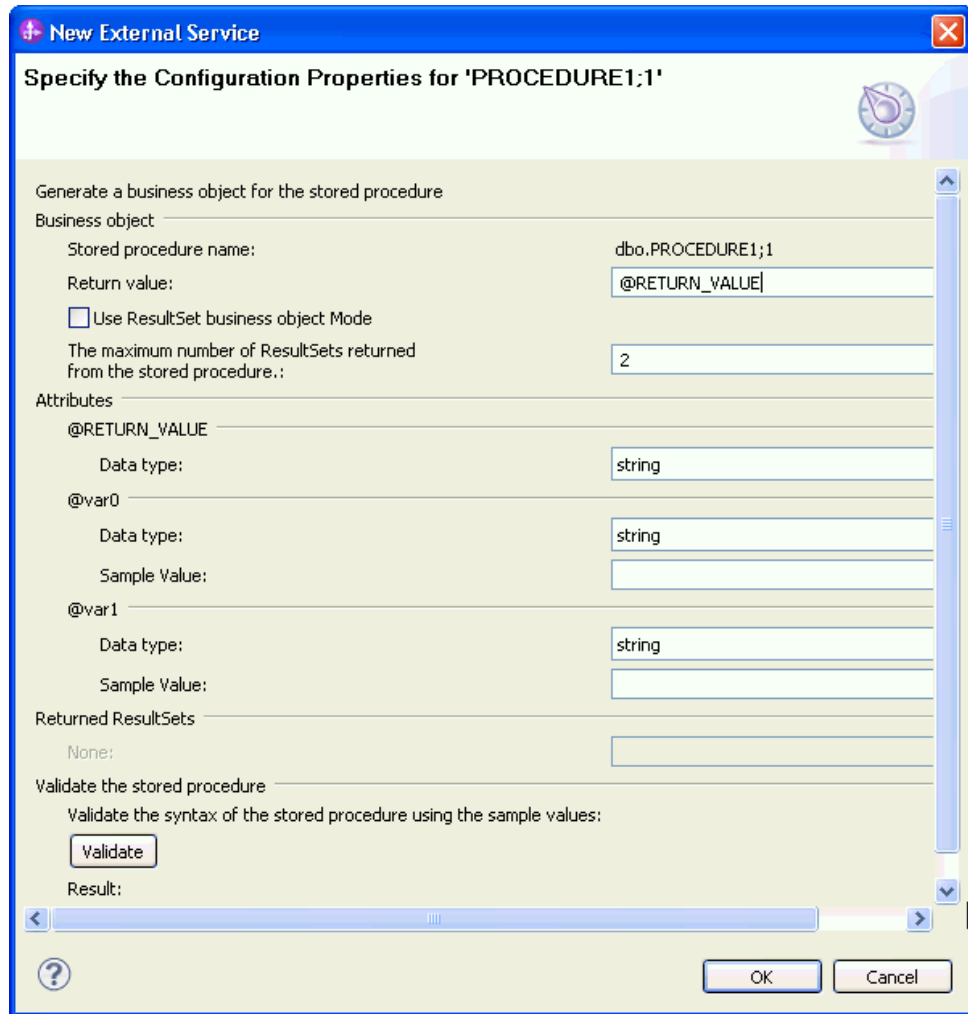 New External Service
Specify the Configuration Properties for 'PROCEDURE1;1'
Generate a business object for the stored procedure
Business object
Stored procedure name: dbo.PROCEDURE1;1
Return value: @RETURN_VALUE
Use ResultSet business object Mode
The maximum number of ResultSets returned
from the stored procedure.: 2
Attributes
@RETURN_VALUE
Data type: string
@var0
Data type: string
Sample Value:
@var1
Data type: string
Sample Value:
Returned ResultSets
None:
Validate the stored procedure
Validate the syntax of the stored procedure using the sample values:
Validate
Result:
? OK Cancel